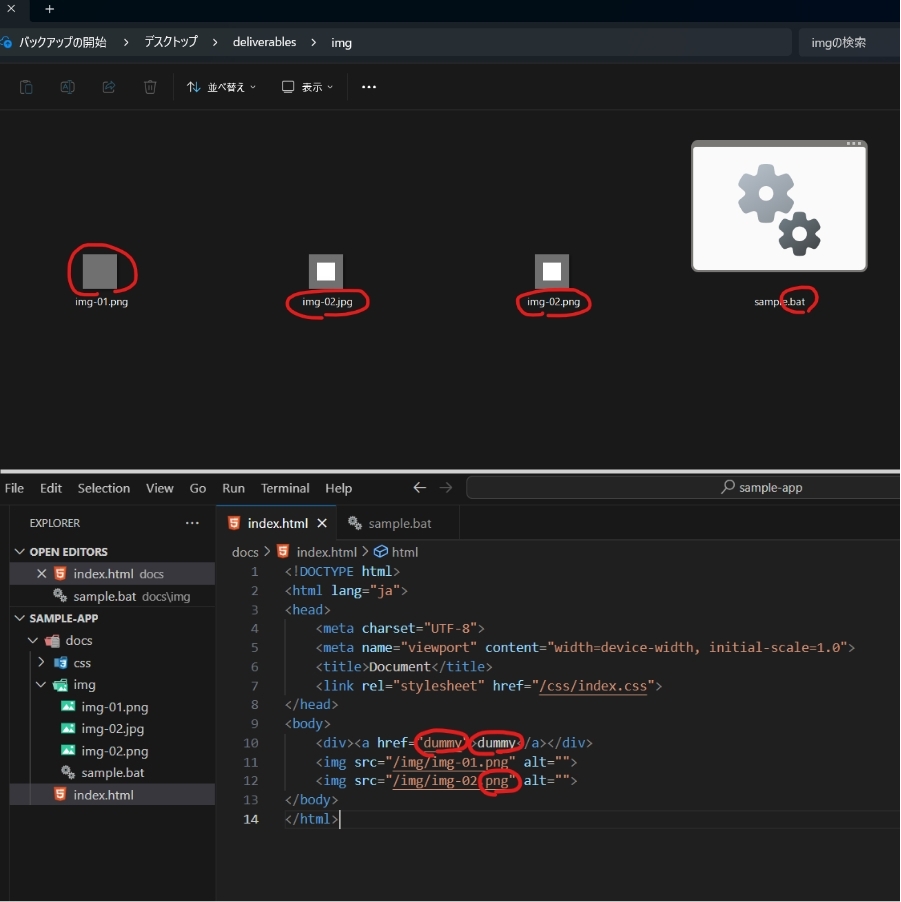 バックアップの開始 > デスクトップ > deliverables > img
imgの検索
並べ替え
表示
img-01.png
img-02.jpg
img-02.png
sample.bat
File Edit Selection View Go Run Terminal Help
sample-app
EXPLORER
OPEN EDITORS
index.html docs
sample.bat docs\img
SAMPLE-APP
docs
css
img
img-01.png
img-02.jpg
img-02.png
sample.bat
index.html
index.html
sample.bat
docs > index.html > html
1 <!DOCTYPE html>
2 <html lang="ja">
3 <head>
4 <meta charset="UTF-8">
5 <meta name="viewport" content="width=device-width, initial-scale=1.0">
6 <title>Document</title>
7 <link rel="stylesheet" href="/css/index.css">
8 </head>
9 <body>
10 <div><a href="dummy">dummy</a></div>
11 <img src="/img/img-01.png" alt="">
12 <img src="/img/img-02.png" alt="">
13 </body>
14 </html>